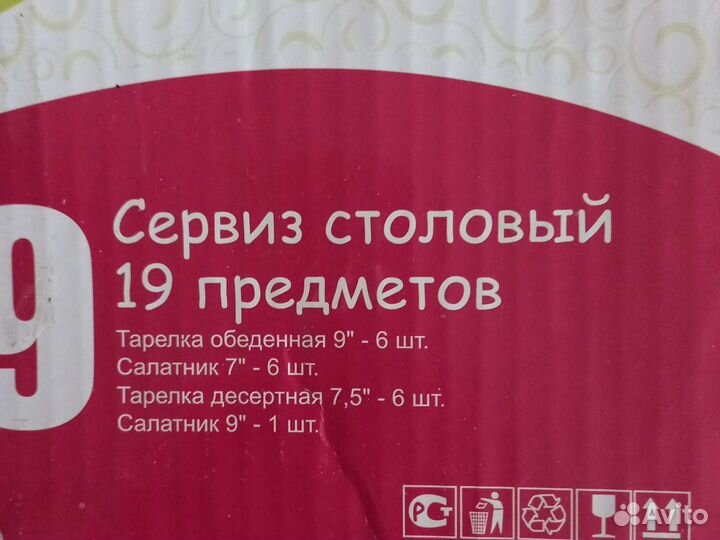 9
Сервиз столовый
19 предметов
Тарелка обеденная 9" - 6 шт.
Салатник 7" - 6 шт.
Тарелка десертная 7,5" - 6 шт.
Салатник 9" - 1 шт.
РСТ
Avito